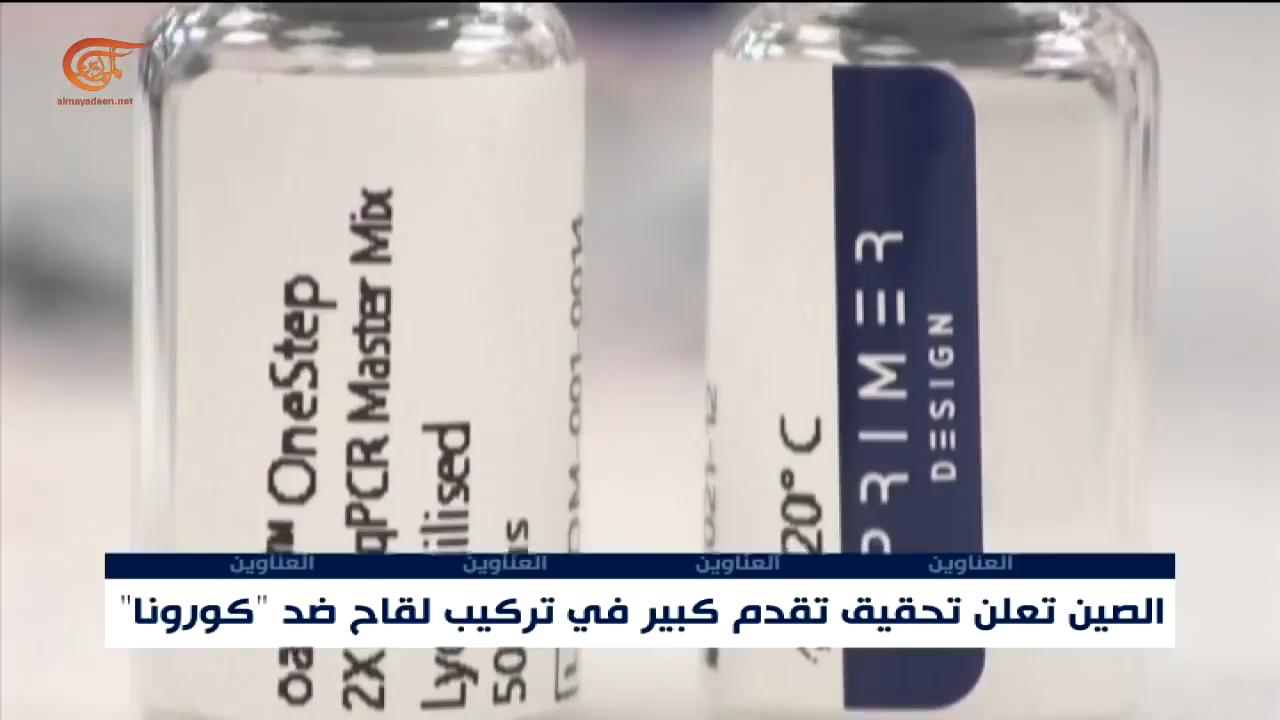 almayadeen.net
OneStep
2X qPCR Master Mix
PRIMER
DESIGN
20° C
العناوين العناوين العناوين العناوين
الصين تعلن تحقيق تقدم كبير في تركيب لقاح ضد "كورونا"